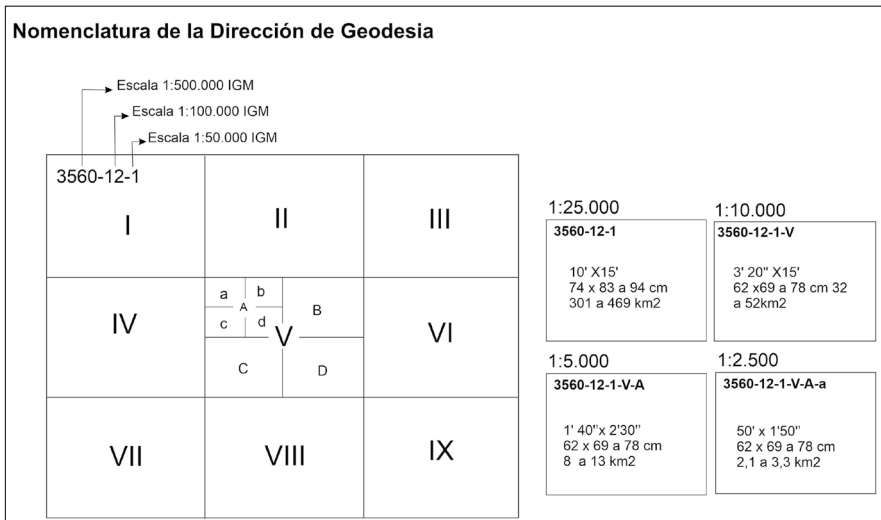 Nomenclatura de la Dirección de Geodesia
Escala 1:500.000 IGM
Escala 1:100.000 IGM
Escala 1:50.000 IGM
3560-12-1
I
II
III
IV
a
b
A
c
d
B
V
C
D
VI
VII
VIII
IX
1:25.000
3560-12-1
10' X15'
74 x 83 a 94 cm
301 a 469 km2
1:10.000
3560-12-1-V
3' 20" X15'
62 x69 a 78 cm 32
a 52km2
1:5.000
3560-12-1-V-A
1' 40"x 2'30"
62 x 69 a 78 cm
8 a 13 km2
1:2.500
3560-12-1-V-A-a
50' x 1'50"
62 x 69 a 78 cm
2,1 a 3,3 km2